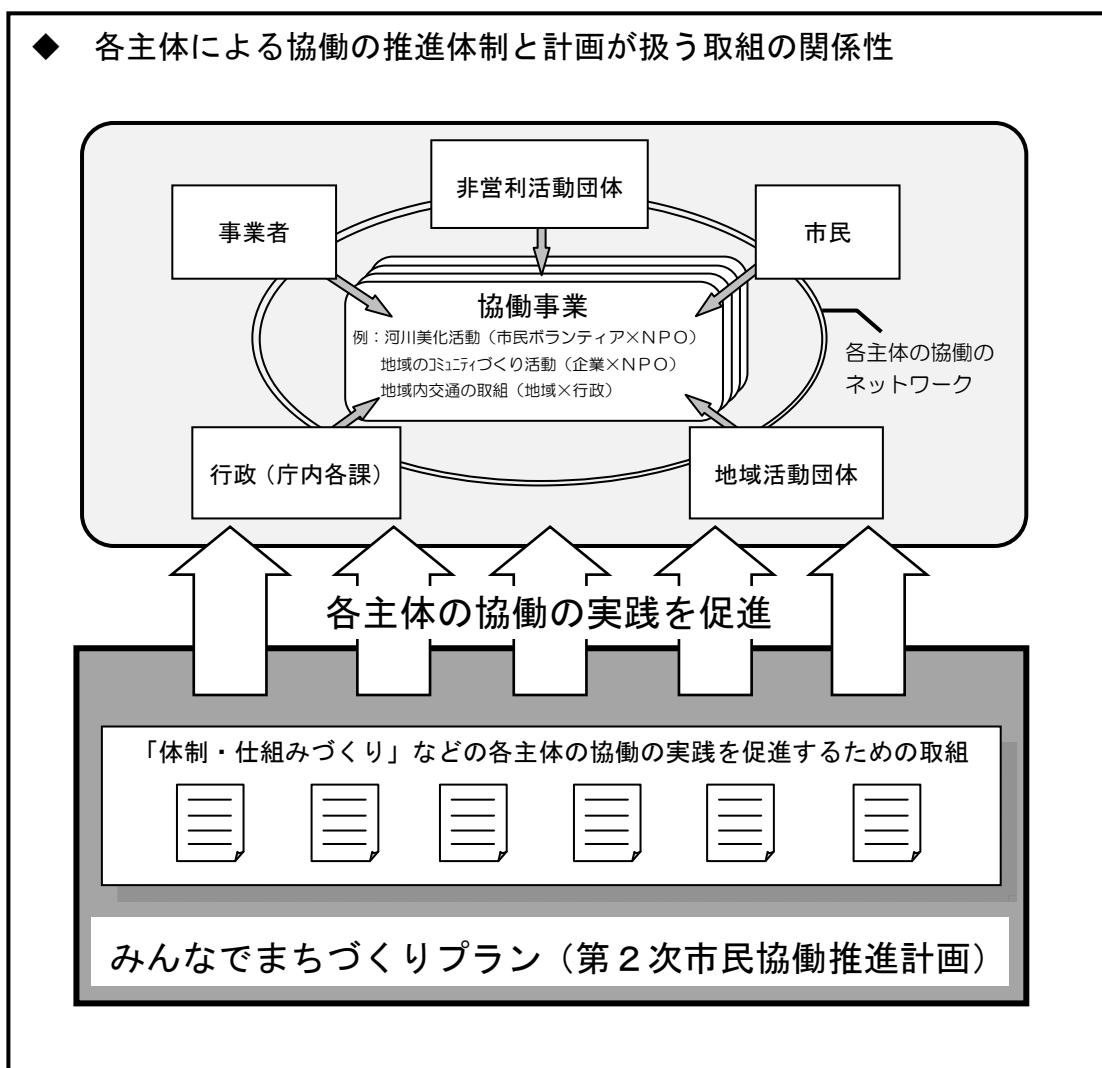 ◆ 各主体による協働の推進体制と計画が扱う取組の関係性
非営利活動団体
事業者
市民
協働事業
例：河川美化活動（市民ボランティア×ＮＰＯ）
地域のｺﾐｭﾆﾃｨづくり活動（企業×ＮＰＯ）
地域内交通の取組（地域×行政）
各主体の協働の
ネットワーク
行政（庁内各課）
地域活動団体
各主体の協働の実践を促進
「体制・仕組みづくり」などの各主体の協働の実践を促進するための取組
みんなでまちづくりプラン（第２次市民協働推進計画）